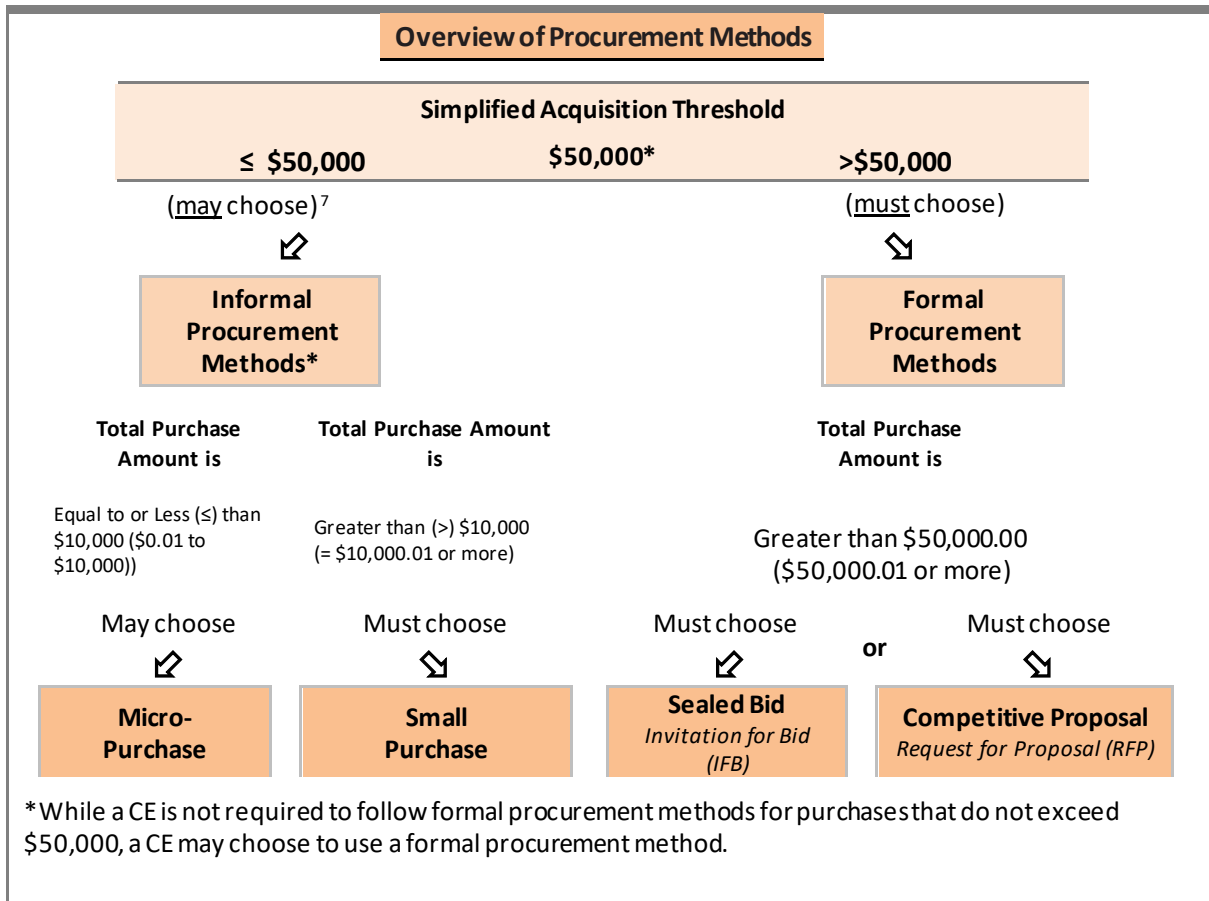 Overview of Procurement Methods
Simplified Acquisition Threshold
≤ $50,000
$50,000*
>$50,000
(may choose) 7
(must choose)
Informal
Procurement
Methods*
Formal
Procurement
Methods
Total Purchase
Amount is
Total Purchase Amount
is
Total Purchase
Amount is
Equal to or Less (≤) than
$10,000 ($0.01 to
$10,000))
Greater than (>) $10,000
(= $10,000.01 or more)
Greater than $50,000.00
($50,000.01 or more)
May choose
Must choose
Must choose
or
Must choose
Micro-
Purchase
Small
Purchase
Sealed Bid
Invitation for Bid
(IFB)
Competitive Proposal
Request for Proposal (RFP)
*While a CE is not required to follow formal procurement methods for purchases that do not exceed
$50,000, a CE may choose to use a formal procurement method.